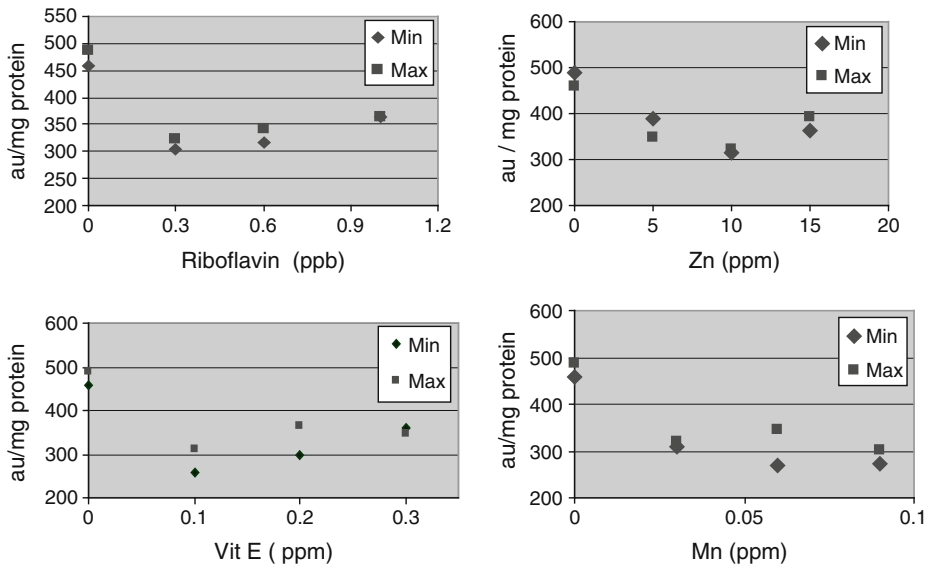 550
500
450
400
350
300
250
200
au/mg protein
Min
Max
0 0.3 0.6 0.9 1.2
Riboflavin (ppb)
600
500
400
300
200
au / mg protein
Min
Max
0 5 10 15 20
Zn (ppm)
600
500
400
300
200
au/mg protein
Min
Max
0 0.1 0.2 0.3
Vit E ( ppm)
600
500
400
300
200
au/mg protein
Min
Max
0 0.05 0.1
Mn (ppm)